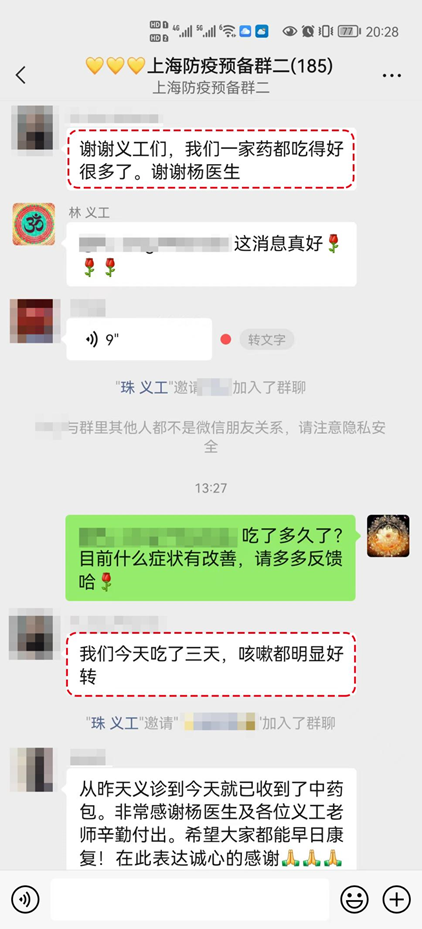 HD 1 4G 5G 6 77 20:28
HD 2
💛💛💛上海防疫预备群二(185)
上海防疫预备群二
谢谢义工们，我们一家药都吃得好
很多了。谢谢杨医生
林 义工
这消息真好🌹
🌹🌹
9"
转文字
"珠 义工"邀请 加入了群聊
与群里其他人都不是微信朋友关系，请注意隐私安
全
13:27
吃了多久了？
目前什么症状有改善，请多多反馈
哈🌹
我们今天吃了三天，咳嗽都明显好
转
"珠 义工"邀请" "加入了群聊
从昨天义诊到今天就已收到了中药
包。非常感谢杨医生及各位义工老
师辛勤付出。希望大家都能早日康
复！在此表达诚心的感谢🙏🙏🙏